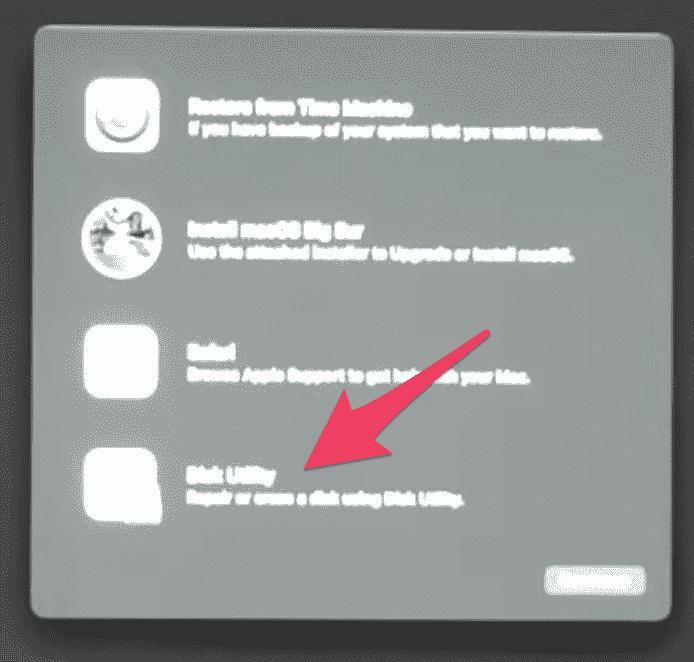 Restore from Time Machine
If you have backup of your system that you want to restore.
Install macOS Big Sur
Use the attached installer to Upgrade or install macOS.
Safari
Browse Apple Support to get help with your Mac.
Disk Utility
Repair or erase a disk using Disk Utility.